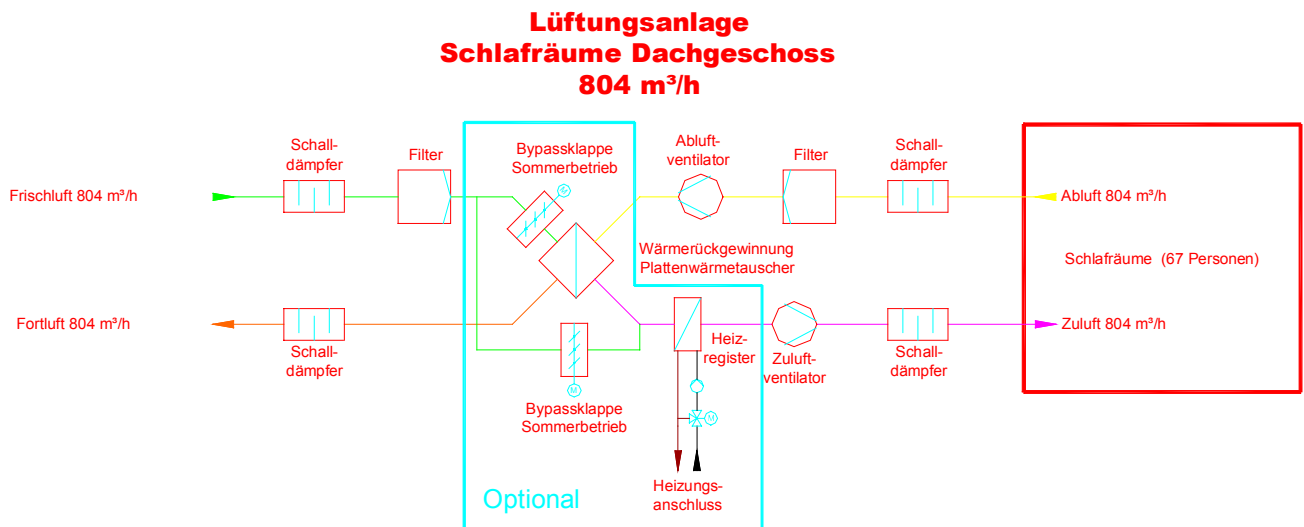 Lüftungsanlage
Schlafräume Dachgeschoss
804 m³/h
Schall-
dämpfer
Filter
Bypassklappe
Sommerbetrieb
Abluft-
ventilator
Filter
Schall-
dämpfer
M
Frischluft 804 m³/h
Abluft 804 m³/h
Wärmerückgewinnung
Plattenwärmetauscher
Schlafräume (67 Personen)
Fortluft 804 m³/h
Zuluft 804 m³/h
Schall-
dämpfer
Heiz-
register
Zuluft-
ventilator
Schall-
dämpfer
M
Bypassklappe
Sommerbetrieb
M
Optional
Heizungs-
anschluss